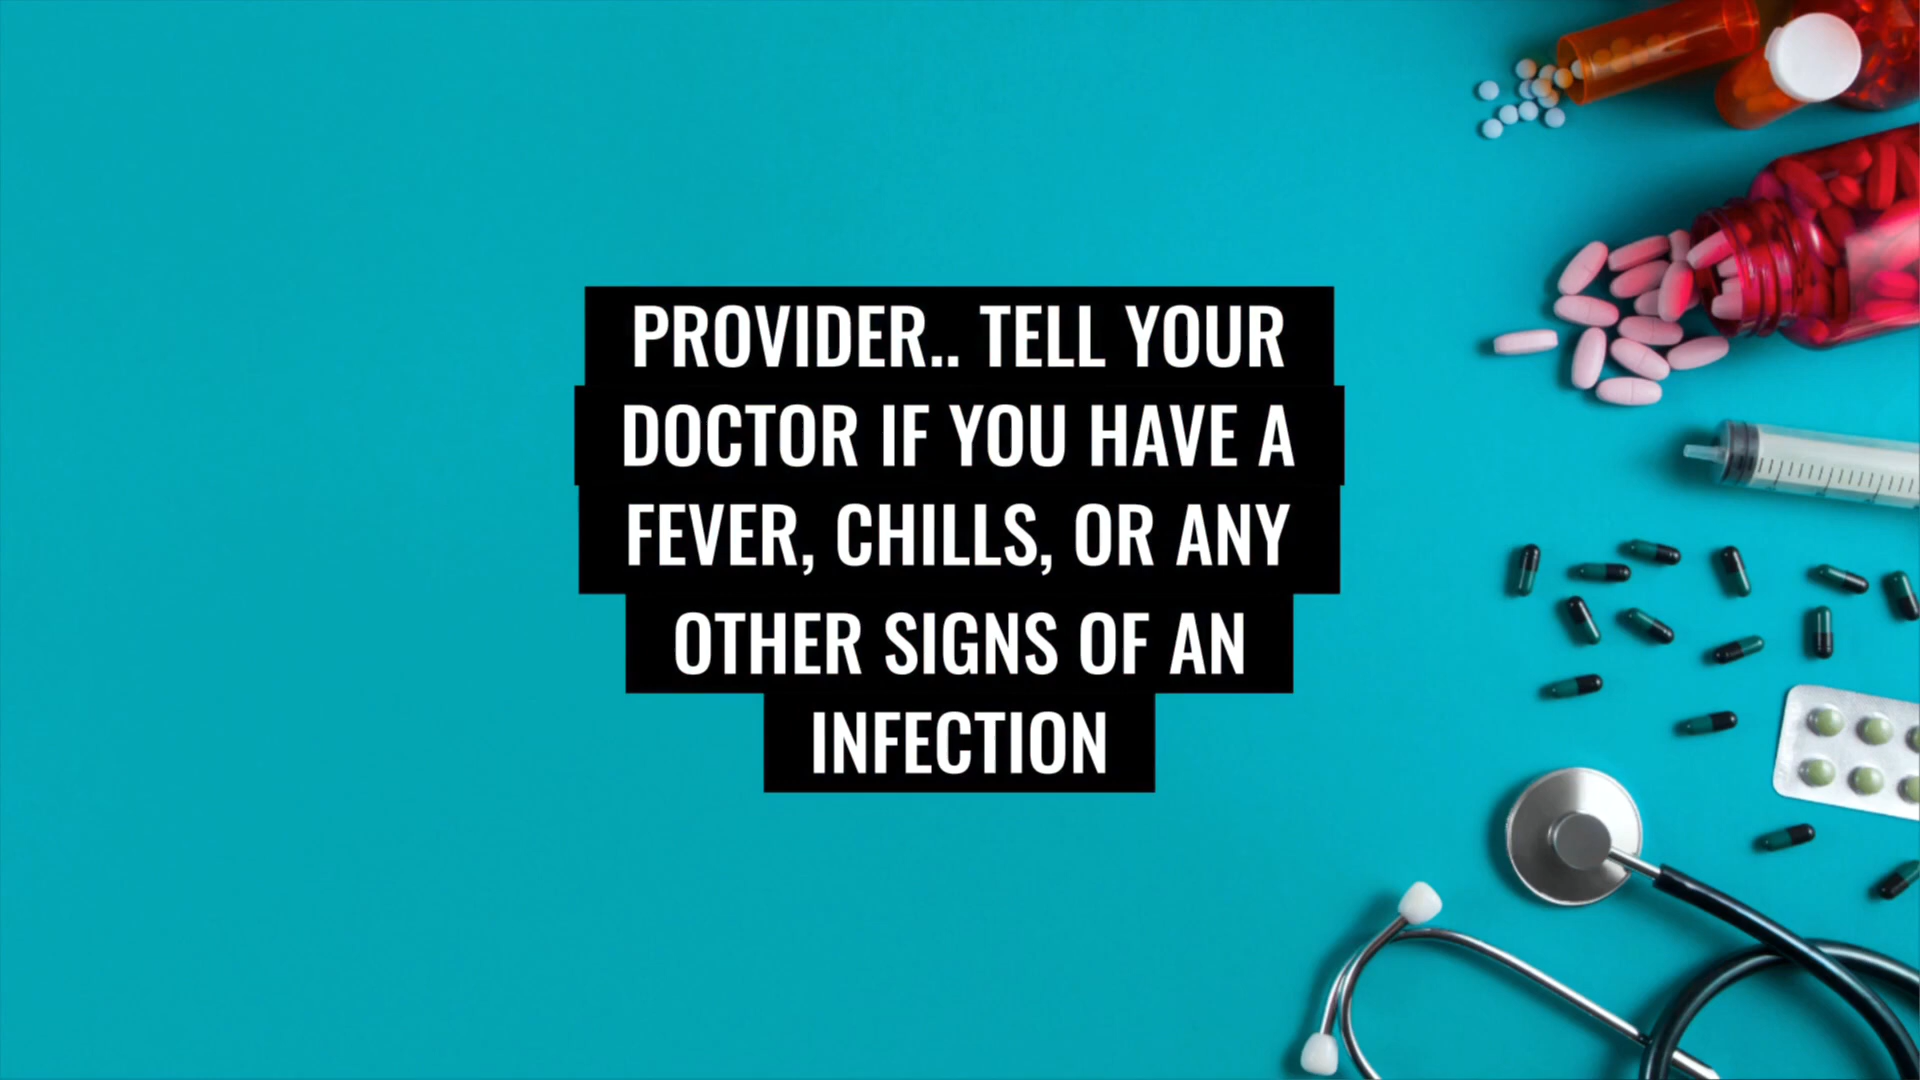 PROVIDER.. TELL YOUR
DOCTOR IF YOU HAVE A
FEVER, CHILLS, OR ANY
OTHER SIGNS OF AN
INFECTION